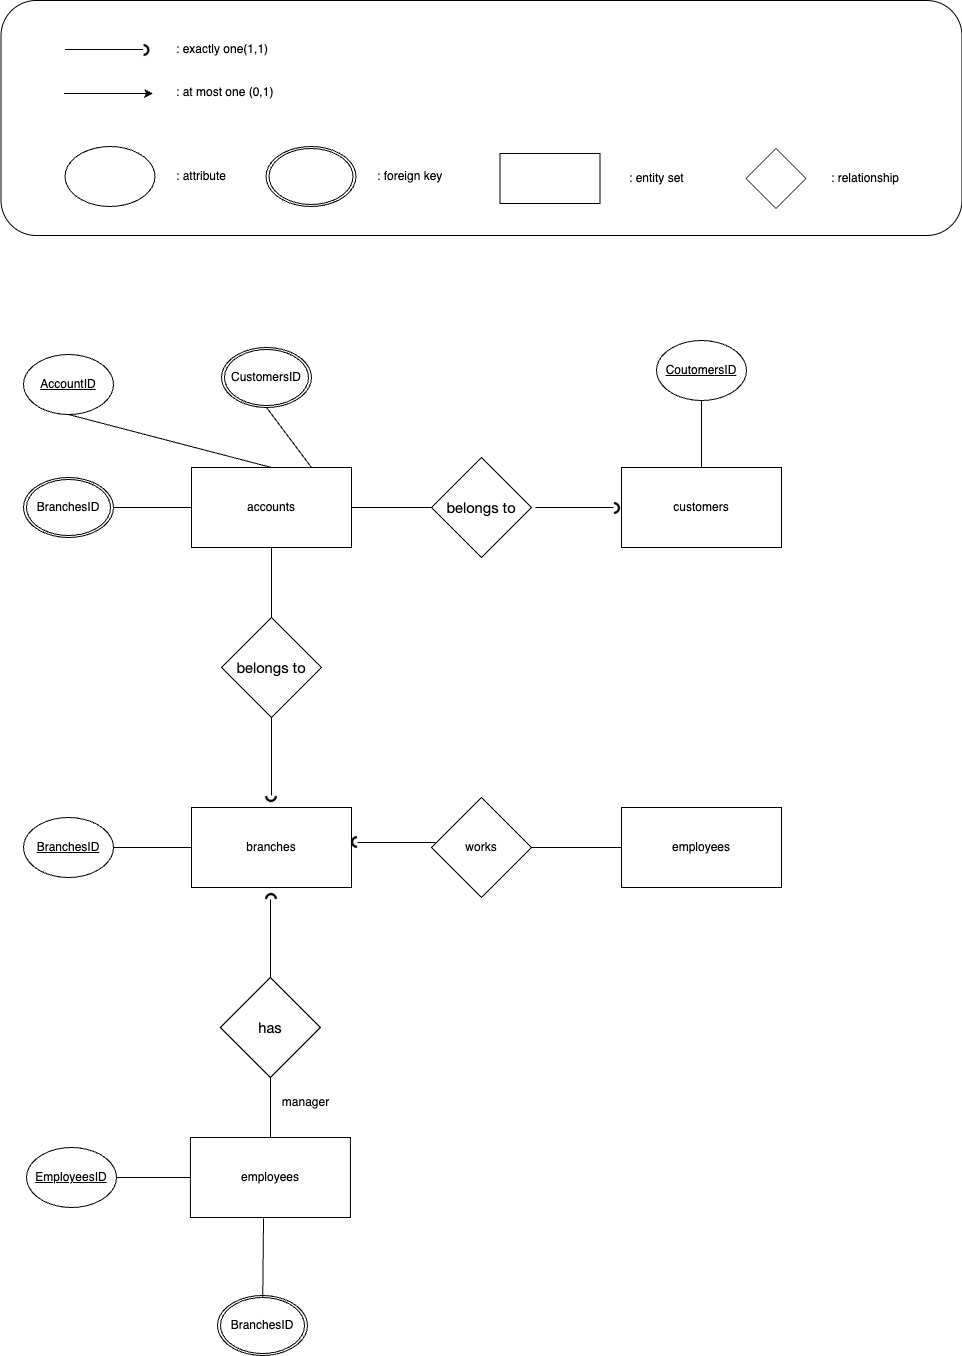 : exactly one(1,1)
: at most one (0,1)
: attribute
: foreign key
: entity set
: relationship
AccountID
CustomersID
CoutomersID
BranchesID
accounts
belongs to
customers
belongs to
BranchesID
branches
works
employees
has
manager
EmployeesID
employees
BranchesID